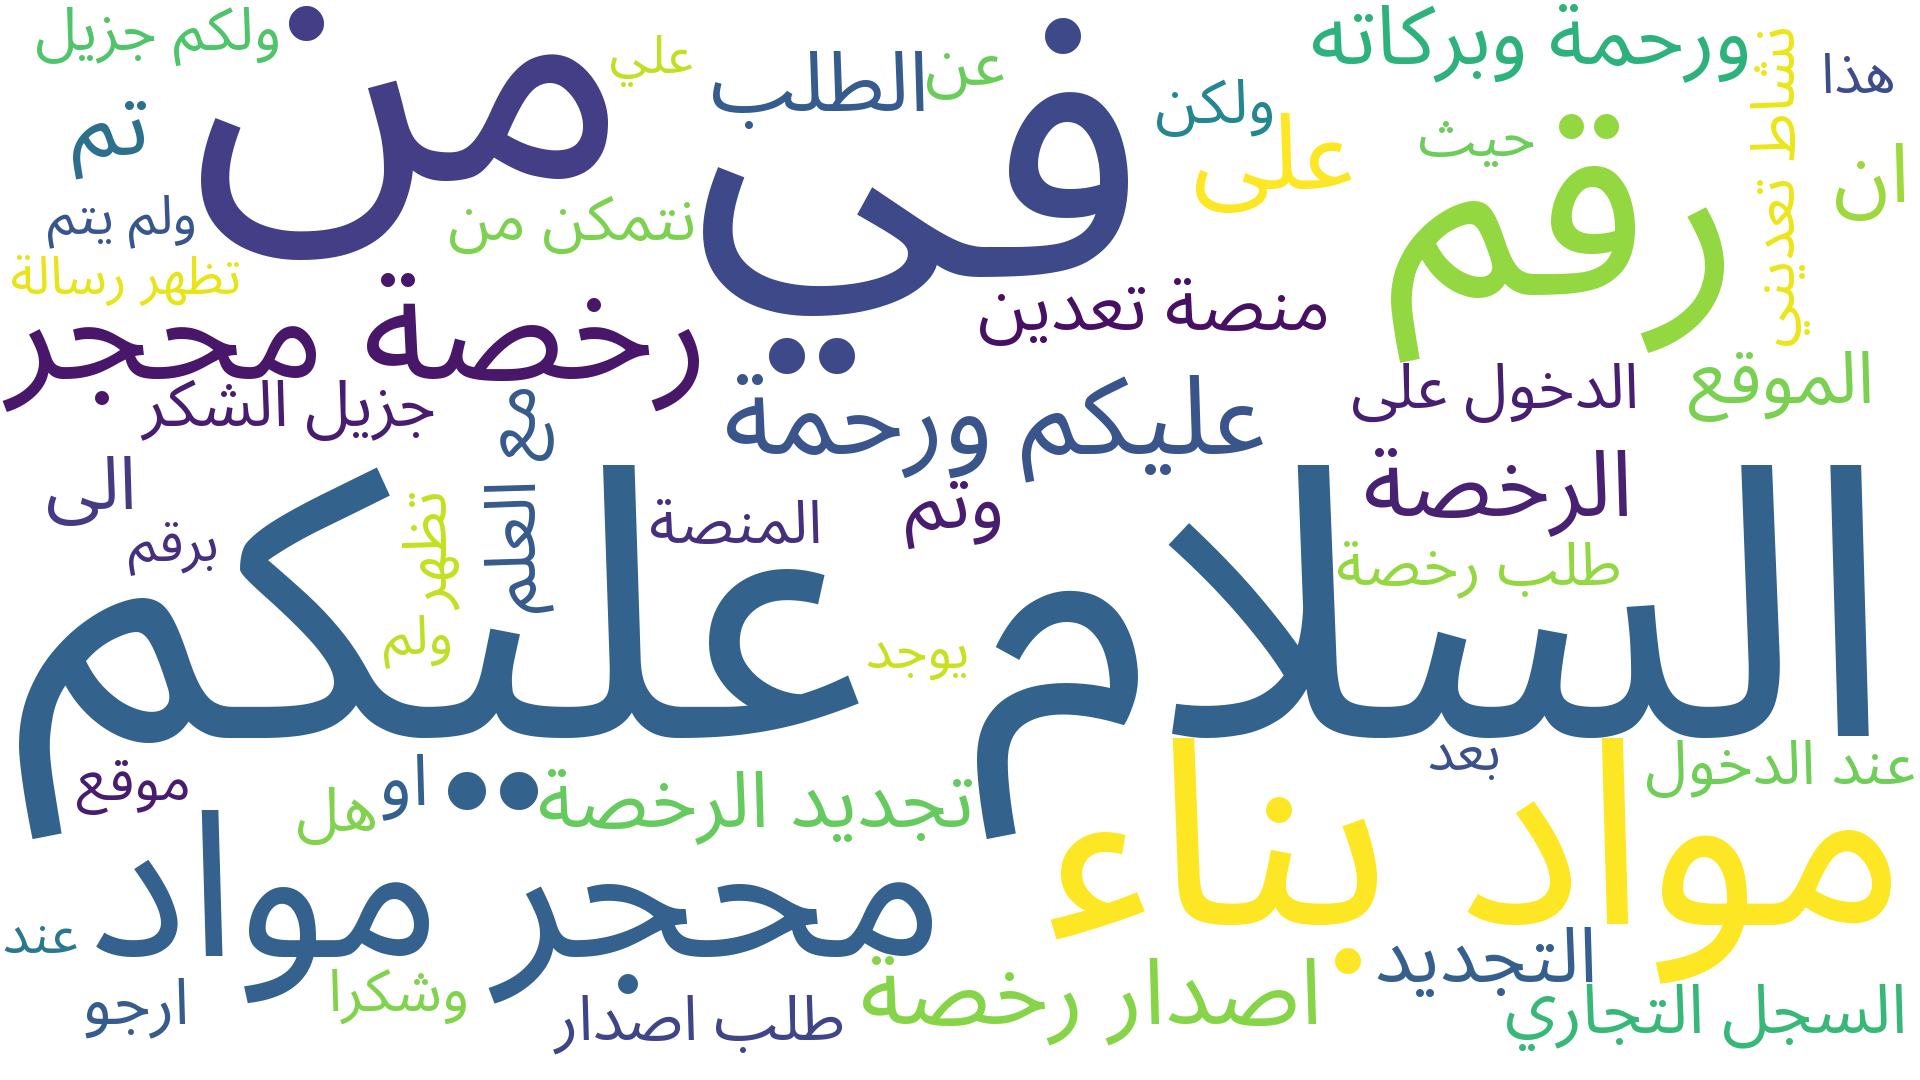 ورحمة وبركاته
ولكم جزيل
من
في
علي
الطلب
عن
هذا
نشاط تعديني
ولكن
على
حيث
رقم
ان
تم
ولم يتم
نتمكن من
تظهر رسالة
رخصة محجر
منصة تعدين
الموقع
الدخول على
عليكم ورحمة
جزيل الشكر
مع العلم
الرخصة
الى
وتم
المنصة
برقم
تظهر
طلب رخصة
السلام عليكم
ولم
يوجد
بعد
عند الدخول
مواد بناء
موقع
او
هل
تجديد الرخصة
محجر مواد
عند
التجديد
اصدار رخصة
السجل التجاري
وشكرا
ارجو
طلب اصدار